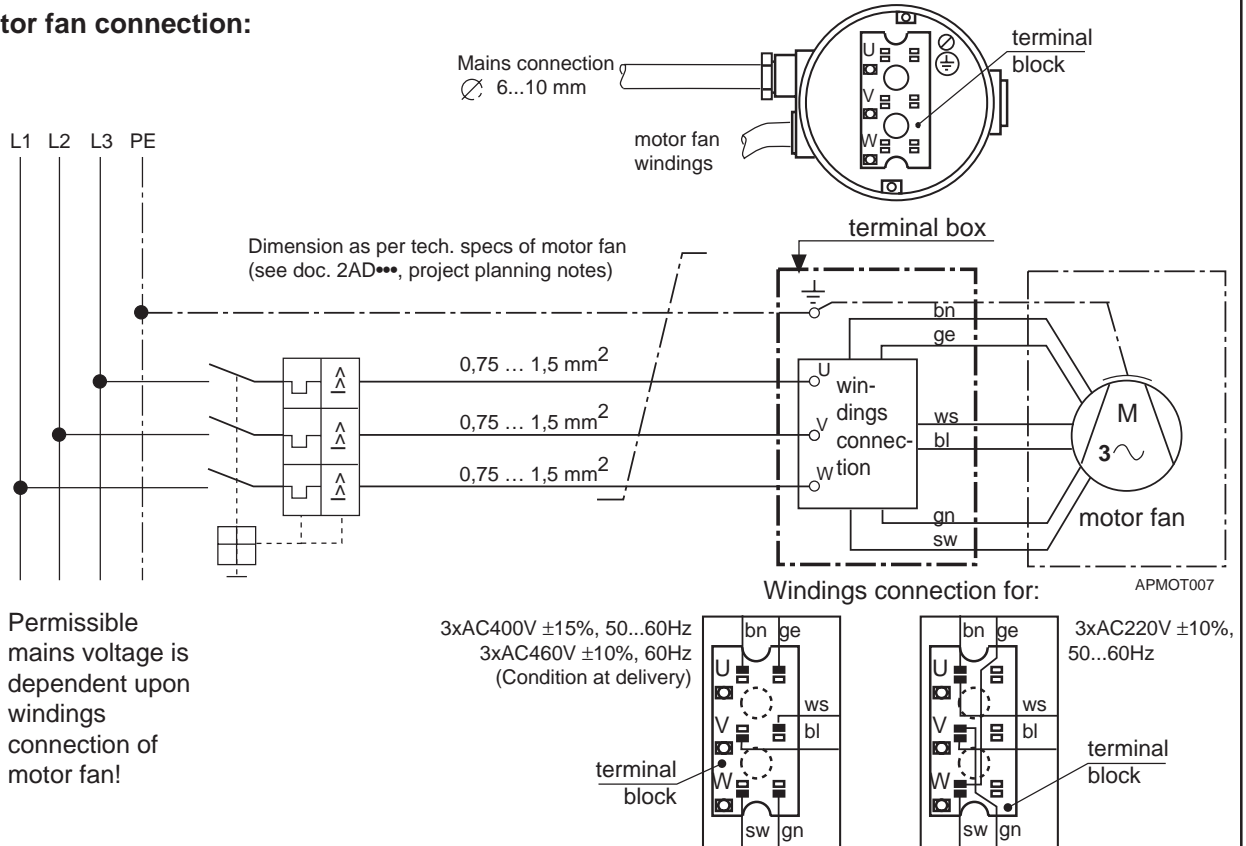 tor fan connection:
Mains connection
∅ 6...10 mm
motor fan
windings
U
V
W
terminal
block
L1 L2 L3 PE
Dimension as per tech. specs of motor fan
(see doc. 2AD•••, project planning notes)
terminal box
0,75 … 1,5 mm²
0,75 … 1,5 mm²
0,75 … 1,5 mm²
U
V
W
win-
dings
connec-
tion
bn
ge
ws
bl
gn
sw
M
3
motor fan
APMOT007
Permissible
mains voltage is
dependent upon
windings
connection of
motor fan!
Windings connection for:
3xAC400V ±15%, 50...60Hz
3xAC460V ±10%, 60Hz
(Condition at delivery)
bn ge
U
V
W
ws
bl
sw gn
terminal
block
3xAC220V ±10%,
50...60Hz
bn ge
U
V
W
ws
bl
sw gn
terminal
block